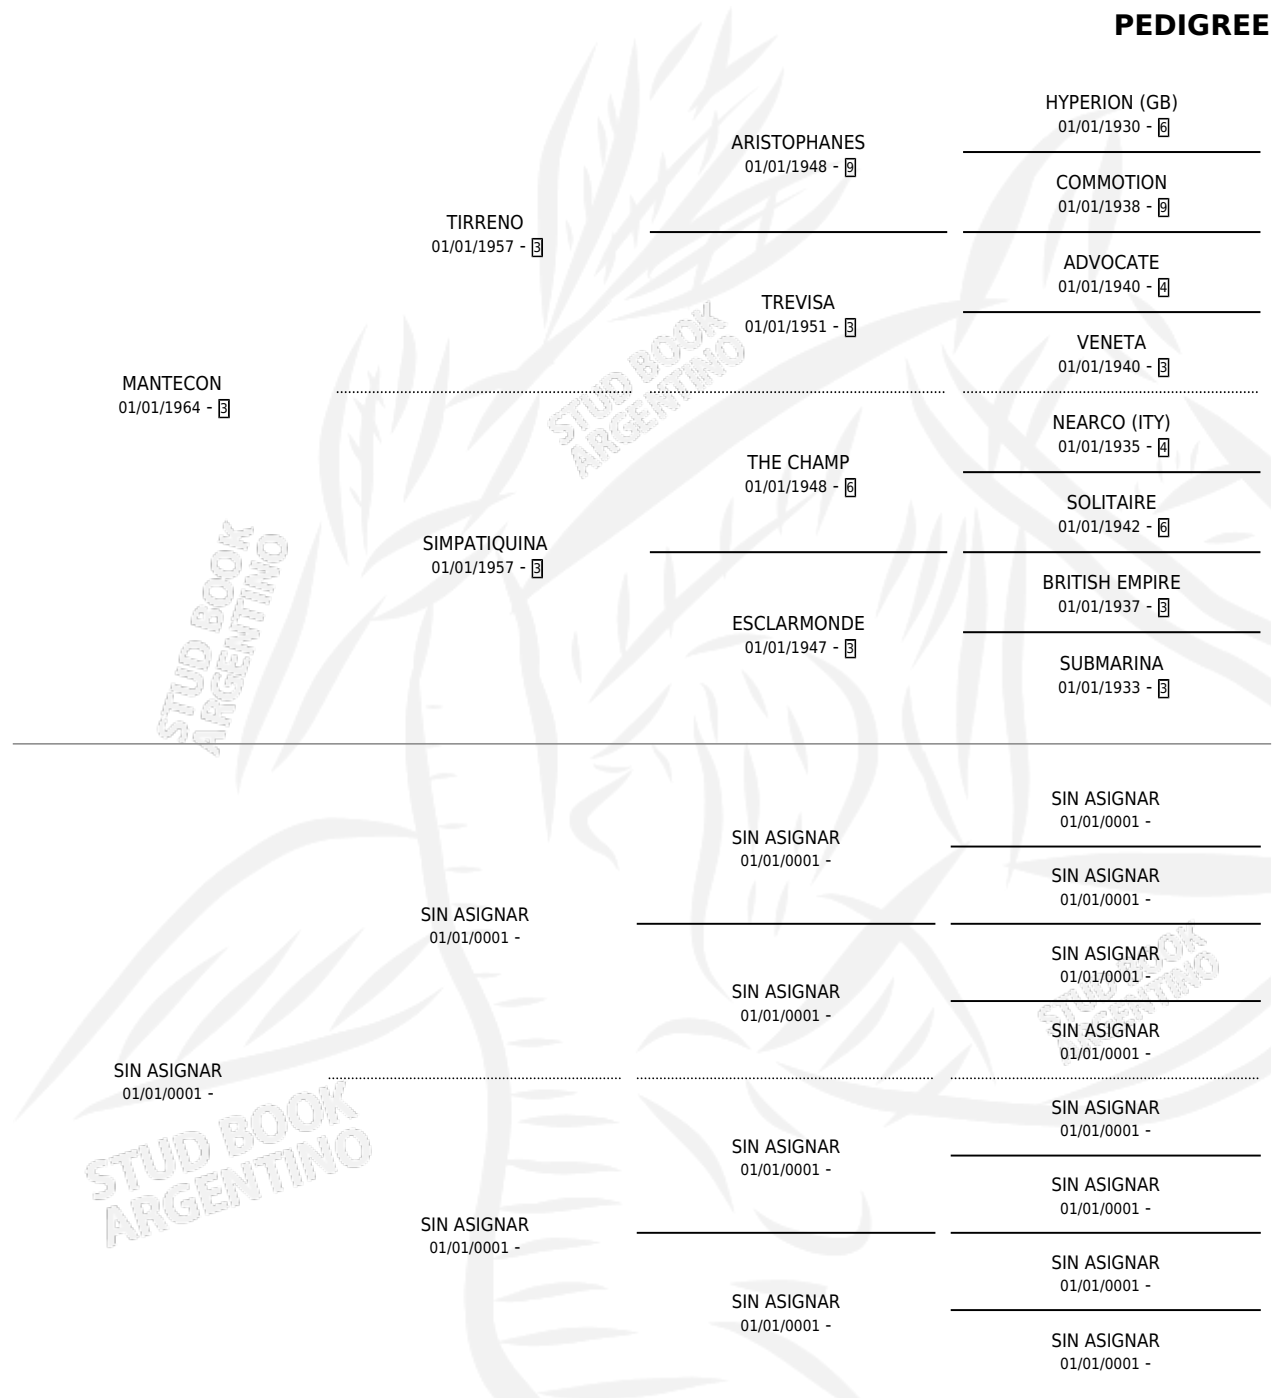 PEDIGREE
HYPERION (GB)
01/01/1930 - 6
ARISTOPHANES
01/01/1948 - 9
COMMOTION
01/01/1938 - 9
TIRRENO
01/01/1957 - 3
ADVOCATE
01/01/1940 - 4
TREVISA
01/01/1951 - 3
VENETA
01/01/1940 - 3
MANTECON
01/01/1964 - 3
NEARCO (ITY)
01/01/1935 - 4
THE CHAMP
01/01/1948 - 6
SOLITAIRE
01/01/1942 - 6
SIMPATIQUINA
01/01/1957 - 3
BRITISH EMPIRE
01/01/1937 - 3
ESCLARMONDE
01/01/1947 - 3
SUBMARINA
01/01/1933 - 3
STUD BOOK
ARGENTINO
STUD BOOK
ARGENTINO
SIN ASIGNAR
01/01/0001 -
SIN ASIGNAR
01/01/0001 -
SIN ASIGNAR
01/01/0001 -
SIN ASIGNAR
01/01/0001 -
SIN ASIGNAR
01/01/0001 -
SIN ASIGNAR
01/01/0001 -
SIN ASIGNAR
01/01/0001 -
SIN ASIGNAR
01/01/0001 -
SIN ASIGNAR
01/01/0001 -
SIN ASIGNAR
01/01/0001 -
SIN ASIGNAR
01/01/0001 -
SIN ASIGNAR
01/01/0001 -
SIN ASIGNAR
01/01/0001 -
SIN ASIGNAR
01/01/0001 -
SIN ASIGNAR
01/01/0001 -
STUD BOOK
ARGENTINO
STUD BOOK
ARGENTINO